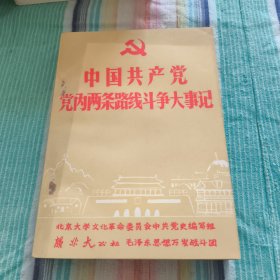 中国共产党
党内两条路线斗争大事记
北京大学文化革命委员会中共党史编写组
燎燃大公社 毛泽东思想万岁战斗团